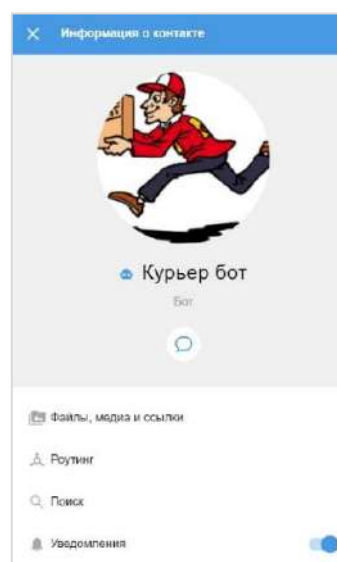 Информация о контакте
Курьер бот
Бот
Файлы, медиа и ссылки
Роутинг
Поиск
Уведомления